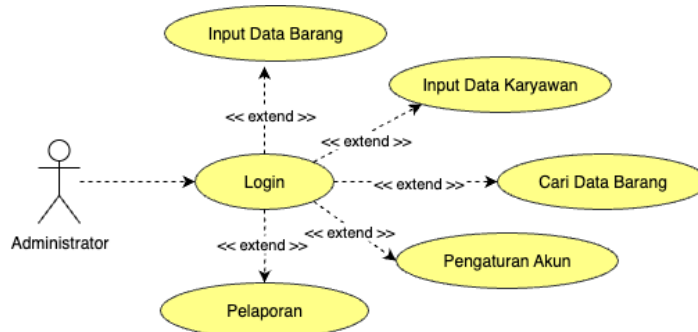 Input Data Barang
Input Data Karyawan
<< extend >>
<< extend >>
Login
<< extend >>
Cari Data Barang
Administrator
<< extend >>
<< extend >>
Pengaturan Akun
Pelaporan